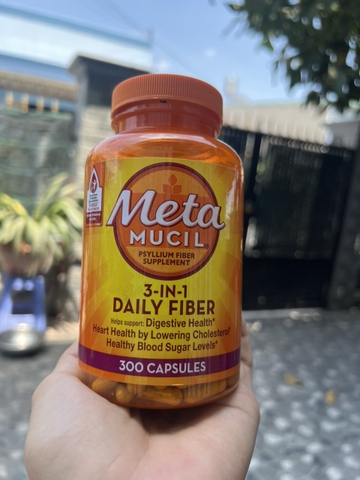 Meta
MUCIL
PSYLLIUM FIBER
SUPPLEMENT
3-IN-1
DAILY FIBER
Helps support: Digestive Health*
Heart Health by Lowering Cholesterol†
Healthy Blood Sugar Levels*
300 CAPSULES